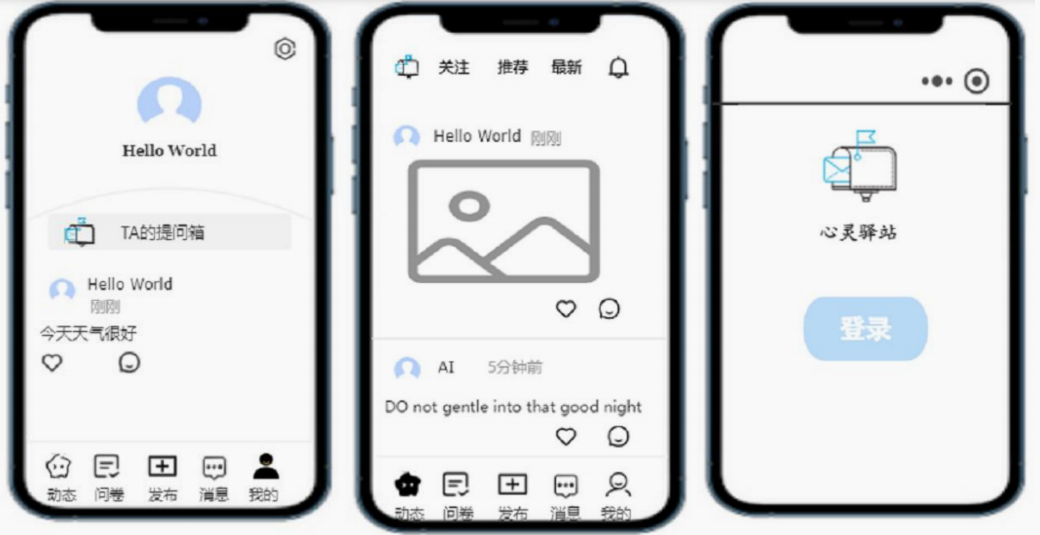 Hello World
TA的提问箱
Hello World
刚刚
今天天气很好
动态 问卷 发布 消息 我的
关注 推荐 最新
Hello World 刚刚
AI 5分钟前
DO not gentle into that good night
动态 问卷 发布 消息 我的
心灵驿站
登录